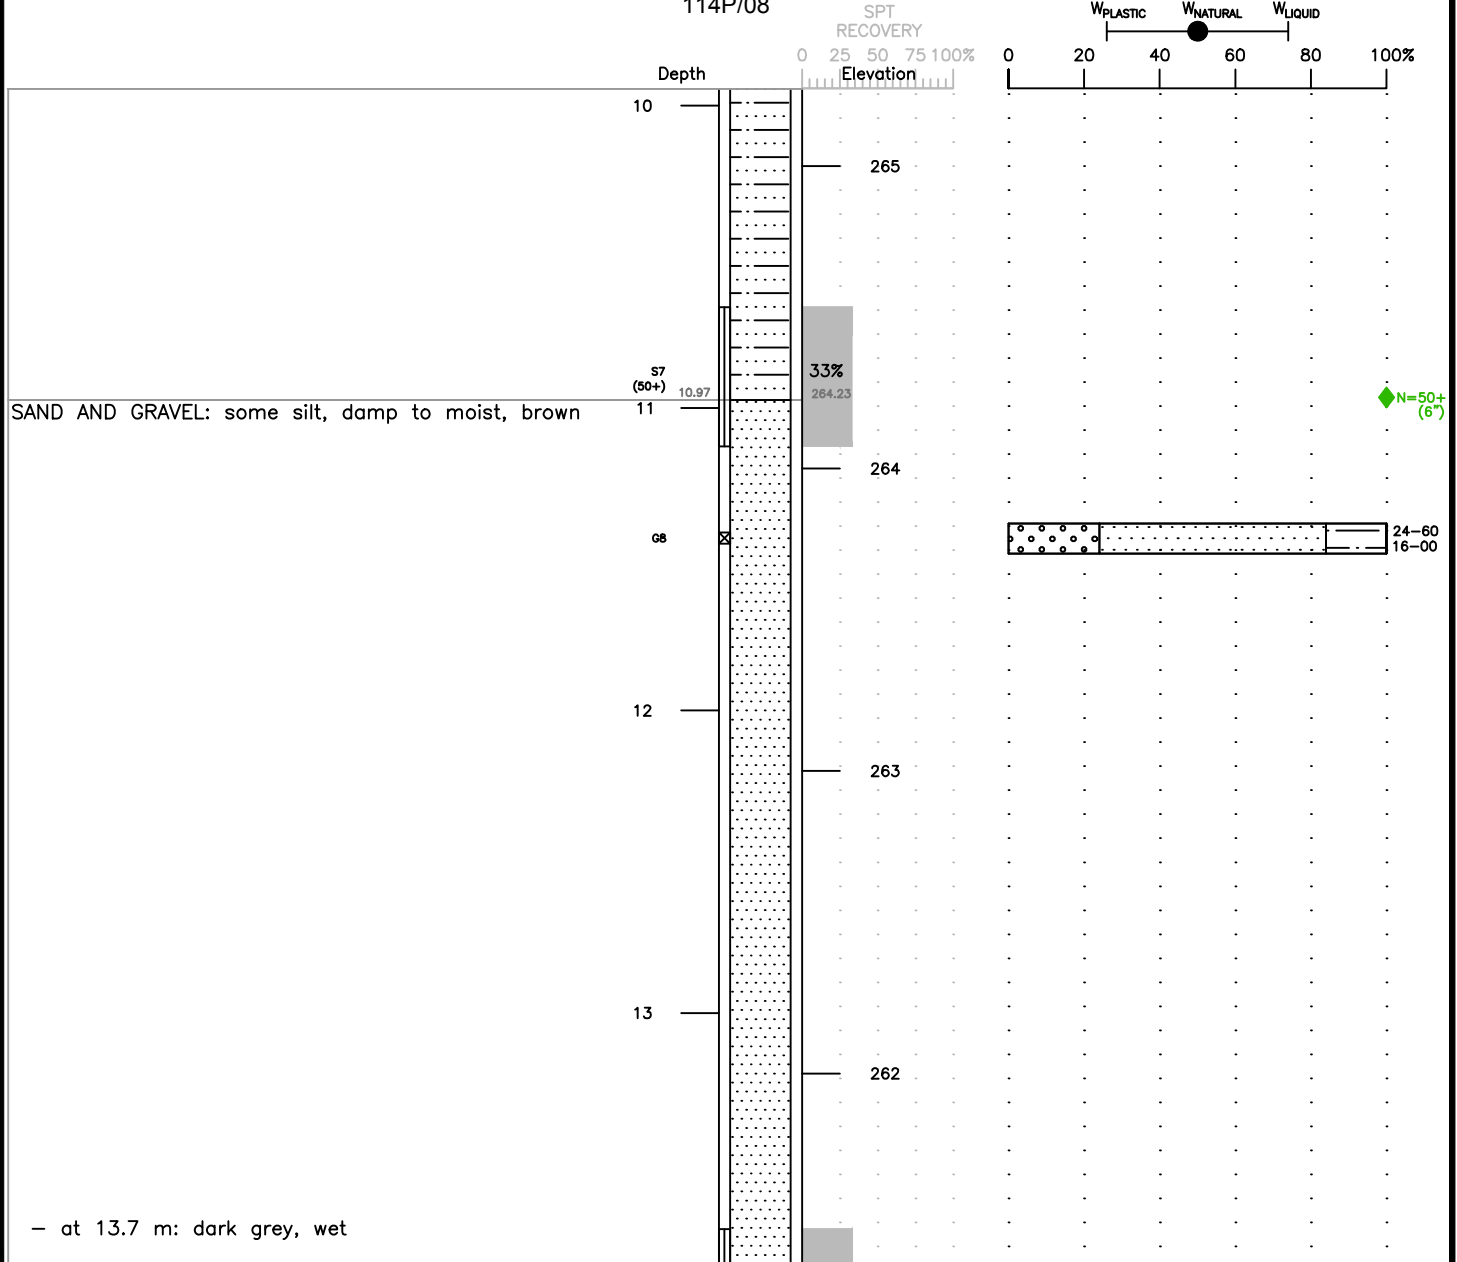 114P/08
SPT
RECOVERY
0 25 50 75 100%
Depth
Elevation
WPLASTIC WNATURAL WLIQUID
0 20 40 60 80 100%
10
265
33%
S7
(50+)
10.97
264.23
N=50+
(6")
SAND AND GRAVEL: some silt, damp to moist, brown
11
264
24-60
16-00
G8
12
263
13
262
– at 13.7 m: dark grey, wet